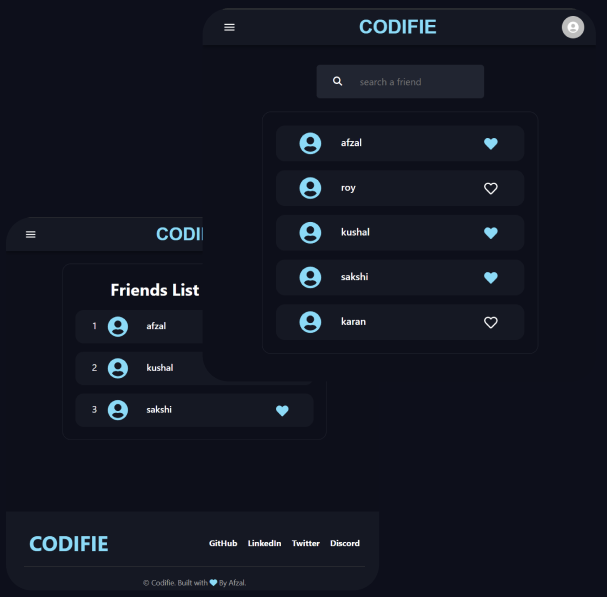 CODIFIE
search a friend
afzal
roy
kushal
sakshi
karan
CODI
Friends List
1 afzal
2 kushal
3 sakshi
CODIFIE
GitHub LinkedIn Twitter Discord
© Codifie. Built with 💙 By Afzal.